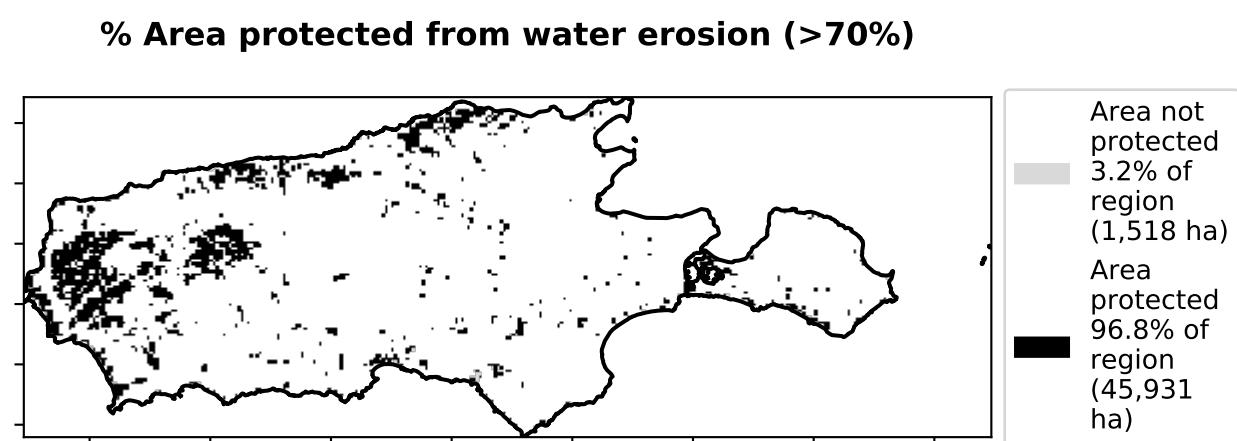 % Area protected from water erosion (>70%)
Area not
protected
3.2% of
region
(1,518 ha)
Area
protected
96.8% of
region
(45,931
ha)